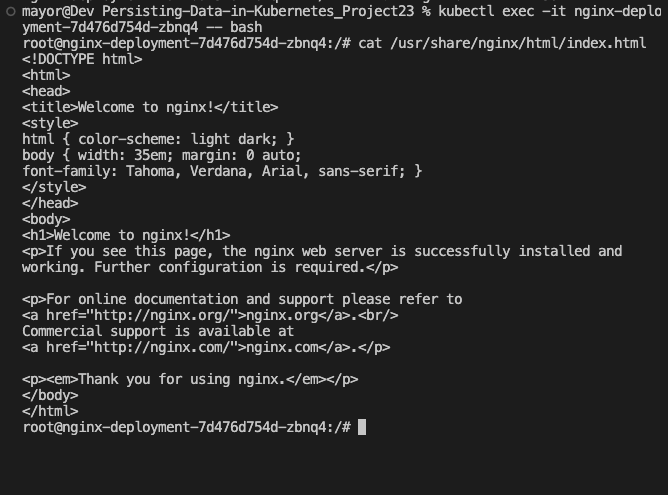 mayor@Dev Persisting-Data-in-Kubernetes_Project23 % kubectl exec -it nginx-deplo
yment-7d476d754d-zbnq4 -- bash
root@nginx-deployment-7d476d754d-zbnq4:/# cat /usr/share/nginx/html/index.html
<!DOCTYPE html>
<html>
<head>
<title>Welcome to nginx!</title>
<style>
html { color-scheme: light dark; }
body { width: 35em; margin: 0 auto;
font-family: Tahoma, Verdana, Arial, sans-serif; }
</style>
</head>
<body>
<h1>Welcome to nginx!</h1>
<p>If you see this page, the nginx web server is successfully installed and
working. Further configuration is required.</p>

<p>For online documentation and support please refer to
<a href="http://nginx.org/">nginx.org</a>.<br/>
Commercial support is available at
<a href="http://nginx.com/">nginx.com</a>.</p>

<p><em>Thank you for using nginx.</em></p>
</body>
</html>
root@nginx-deployment-7d476d754d-zbnq4:/#